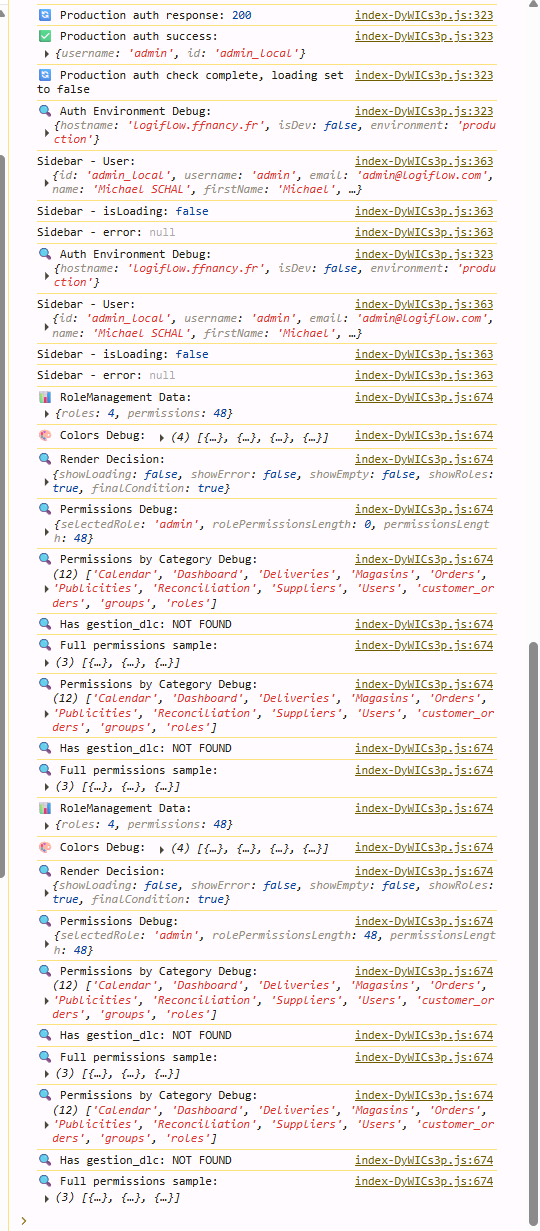 Production auth response: 200 index-DyWICs3p.js:323
Production auth success: index-DyWICs3p.js:323
{username: 'admin', id: 'admin_local'}
Production auth check complete, loading set index-DyWICs3p.js:323
to false
Auth Environment Debug: index-DyWICs3p.js:323
{hostname: 'logiflow.ffnancy.fr', isDev: false, environment: 'produ
ction'}
Sidebar - User: index-DyWICs3p.js:363
{id: 'admin_local', username: 'admin', email: 'admin@logiflow.com',
name: 'Michael SCHAL', firstName: 'Michael', …}
Sidebar - isLoading: false index-DyWICs3p.js:363
Sidebar - error: null index-DyWICs3p.js:363
Auth Environment Debug: index-DyWICs3p.js:323
{hostname: 'logiflow.ffnancy.fr', isDev: false, environment: 'produ
ction'}
Sidebar - User: index-DyWICs3p.js:363
{id: 'admin_local', username: 'admin', email: 'admin@logiflow.com',
name: 'Michael SCHAL', firstName: 'Michael', …}
Sidebar - isLoading: false index-DyWICs3p.js:363
Sidebar - error: null index-DyWICs3p.js:363
RoleManagement Data: index-DyWICs3p.js:674
{roles: 4, permissions: 48}
Colors Debug: (4) [{…}, {…}, {…}, {…}] index-DyWICs3p.js:674
Render Decision: index-DyWICs3p.js:674
{showLoading: false, showError: false, showEmpty: false, showRoles:
true, finalCondition: true}
Permissions Debug: index-DyWICs3p.js:674
{selectedRole: 'admin', rolePermissionsLength: 0, permissionsLengt
h: 48}
Permissions by Category Debug: index-DyWICs3p.js:674
(12) ['Calendar', 'Dashboard', 'Deliveries', 'Magasins', 'Orders',
'Publicities', 'Reconciliation', 'Suppliers', 'Users', 'customer_or
ders', 'groups', 'roles']
Has gestion_dlc: NOT FOUND index-DyWICs3p.js:674
Full permissions sample: index-DyWICs3p.js:674
(3) [{…}, {…}, {…}]
Permissions by Category Debug: index-DyWICs3p.js:674
(12) ['Calendar', 'Dashboard', 'Deliveries', 'Magasins', 'Orders',
'Publicities', 'Reconciliation', 'Suppliers', 'Users', 'customer_or
ders', 'groups', 'roles']
Has gestion_dlc: NOT FOUND index-DyWICs3p.js:674
Full permissions sample: index-DyWICs3p.js:674
(3) [{…}, {…}, {…}]
RoleManagement Data: index-DyWICs3p.js:674
{roles: 4, permissions: 48}
Colors Debug: (4) [{…}, {…}, {…}, {…}] index-DyWICs3p.js:674
Render Decision: index-DyWICs3p.js:674
{showLoading: false, showError: false, showEmpty: false, showRoles:
true, finalCondition: true}
Permissions Debug: index-DyWICs3p.js:674
{selectedRole: 'admin', rolePermissionsLength: 48, permissionsLengt
h: 48}
Permissions by Category Debug: index-DyWICs3p.js:674
(12) ['Calendar', 'Dashboard', 'Deliveries', 'Magasins', 'Orders',
'Publicities', 'Reconciliation', 'Suppliers', 'Users', 'customer_or
ders', 'groups', 'roles']
Has gestion_dlc: NOT FOUND index-DyWICs3p.js:674
Full permissions sample: index-DyWICs3p.js:674
(3) [{…}, {…}, {…}]
Permissions by Category Debug: index-DyWICs3p.js:674
(12) ['Calendar', 'Dashboard', 'Deliveries', 'Magasins', 'Orders',
'Publicities', 'Reconciliation', 'Suppliers', 'Users', 'customer_or
ders', 'groups', 'roles']
Has gestion_dlc: NOT FOUND index-DyWICs3p.js:674
Full permissions sample: index-DyWICs3p.js:674
(3) [{…}, {…}, {…}]